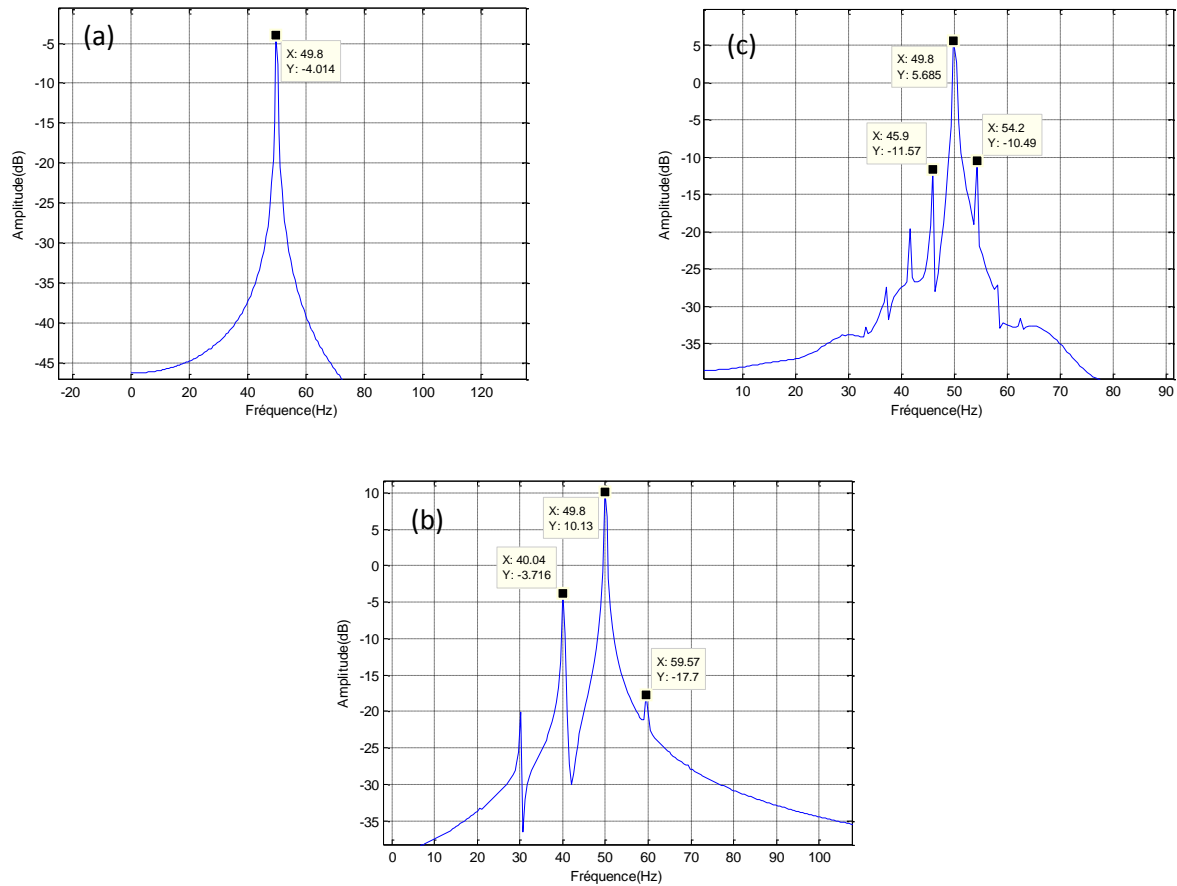 (a)
X: 49.8
Y: -4.014
Amplitude(dB)
-5
-10
-15
-20
-25
-30
-35
-40
-45
-20 0 20 40 60 80 100 120
Fréquence(Hz)
(c)
X: 49.8
Y: 5.685
X: 45.9
Y: -11.57
X: 54.2
Y: -10.49
Amplitude(dB)
5
0
-5
-10
-15
-20
-25
-30
-35
10 20 30 40 50 60 70 80 90
Fréquence(Hz)
(b)
X: 49.8
Y: 10.13
X: 40.04
Y: -3.716
X: 59.57
Y: -17.7
Amplitude(dB)
10
5
0
-5
-10
-15
-20
-25
-30
-35
0 10 20 30 40 50 60 70 80 90 100
Fréquence(Hz)